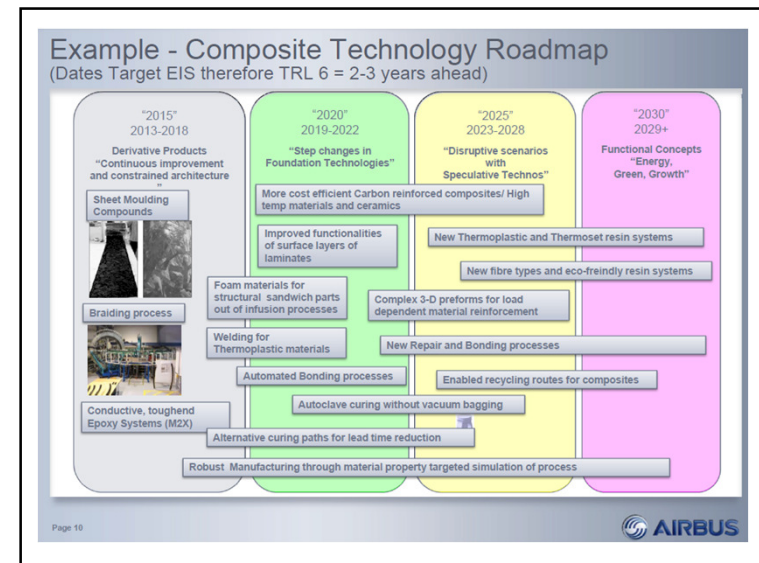 Example - Composite Technology Roadmap
(Dates Target EIS therefore TRL 6 = 2-3 years ahead)
"2015"
2013-2018
Derivative Products
"Continuous improvement
and constrained architecture
"
Sheet Moulding
Compounds
Braiding process
Conductive, toughend
Epoxy Systems (M2X)
"2020"
2019-2022
"Step changes in
Foundation Technologies"
"2025"
2023-2028
"Disruptive scenarios
with
Speculative Technos"
"2030"
2029+
Functional Concepts
"Energy,
Green, Growth"
More cost efficient Carbon reinforced composites/ High
temp materials and ceramics
Improved functionalities
of surface layers of
laminates
New Thermoplastic and Thermoset resin systems
New fibre types and eco-freindly resin systems
Foam materials for
structural sandwich parts
out of infusion processes
Complex 3-D preforms for load
dependent material reinforcement
Welding for
Thermoplastic materials
New Repair and Bonding processes
Automated Bonding processes
Enabled recycling routes for composites
Autoclave curing without vacuum bagging
Alternative curing paths for lead time reduction
Robust Manufacturing through material property targeted simulation of process
Page 10
AIRBUS